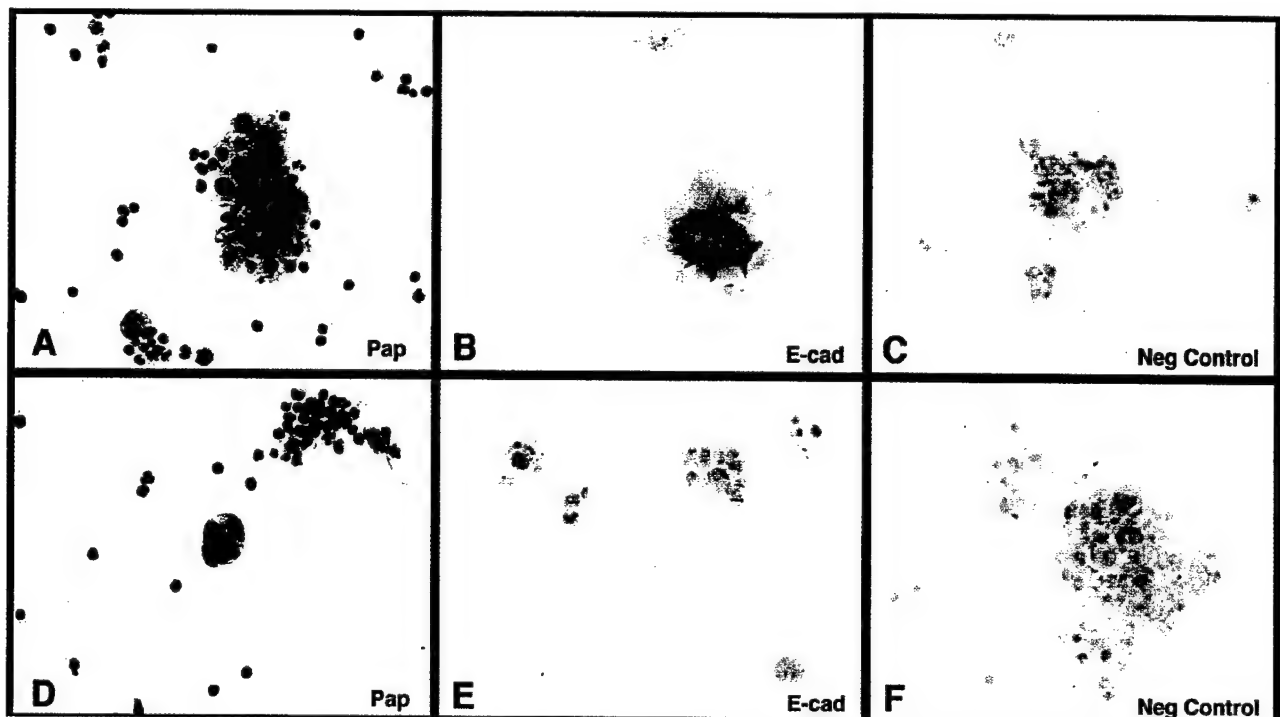 A Pap
B E-cad
C Neg Control
D Pap
E E-cad
F Neg Control